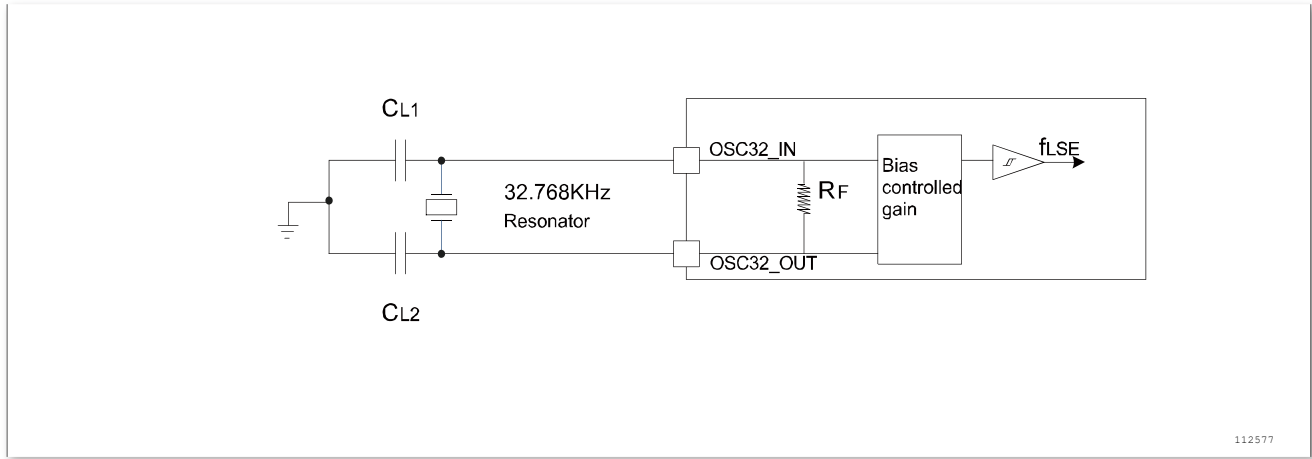 CL1
OSC32_IN
fLSE
32.768KHz
Resonator
RF
Bias
controlled
gain
OSC32_OUT
CL2
112577